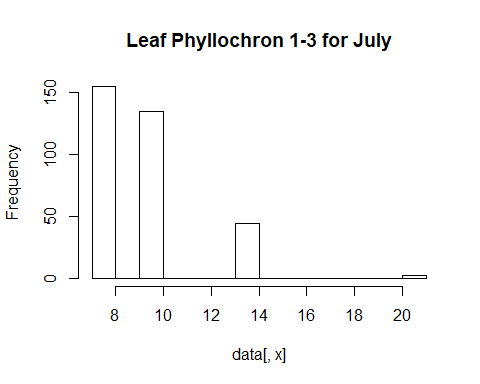 Leaf Phyllochron 1-3 for July
Frequency
150
100
50
0
8 10 12 14 16 18 20
data[, x]